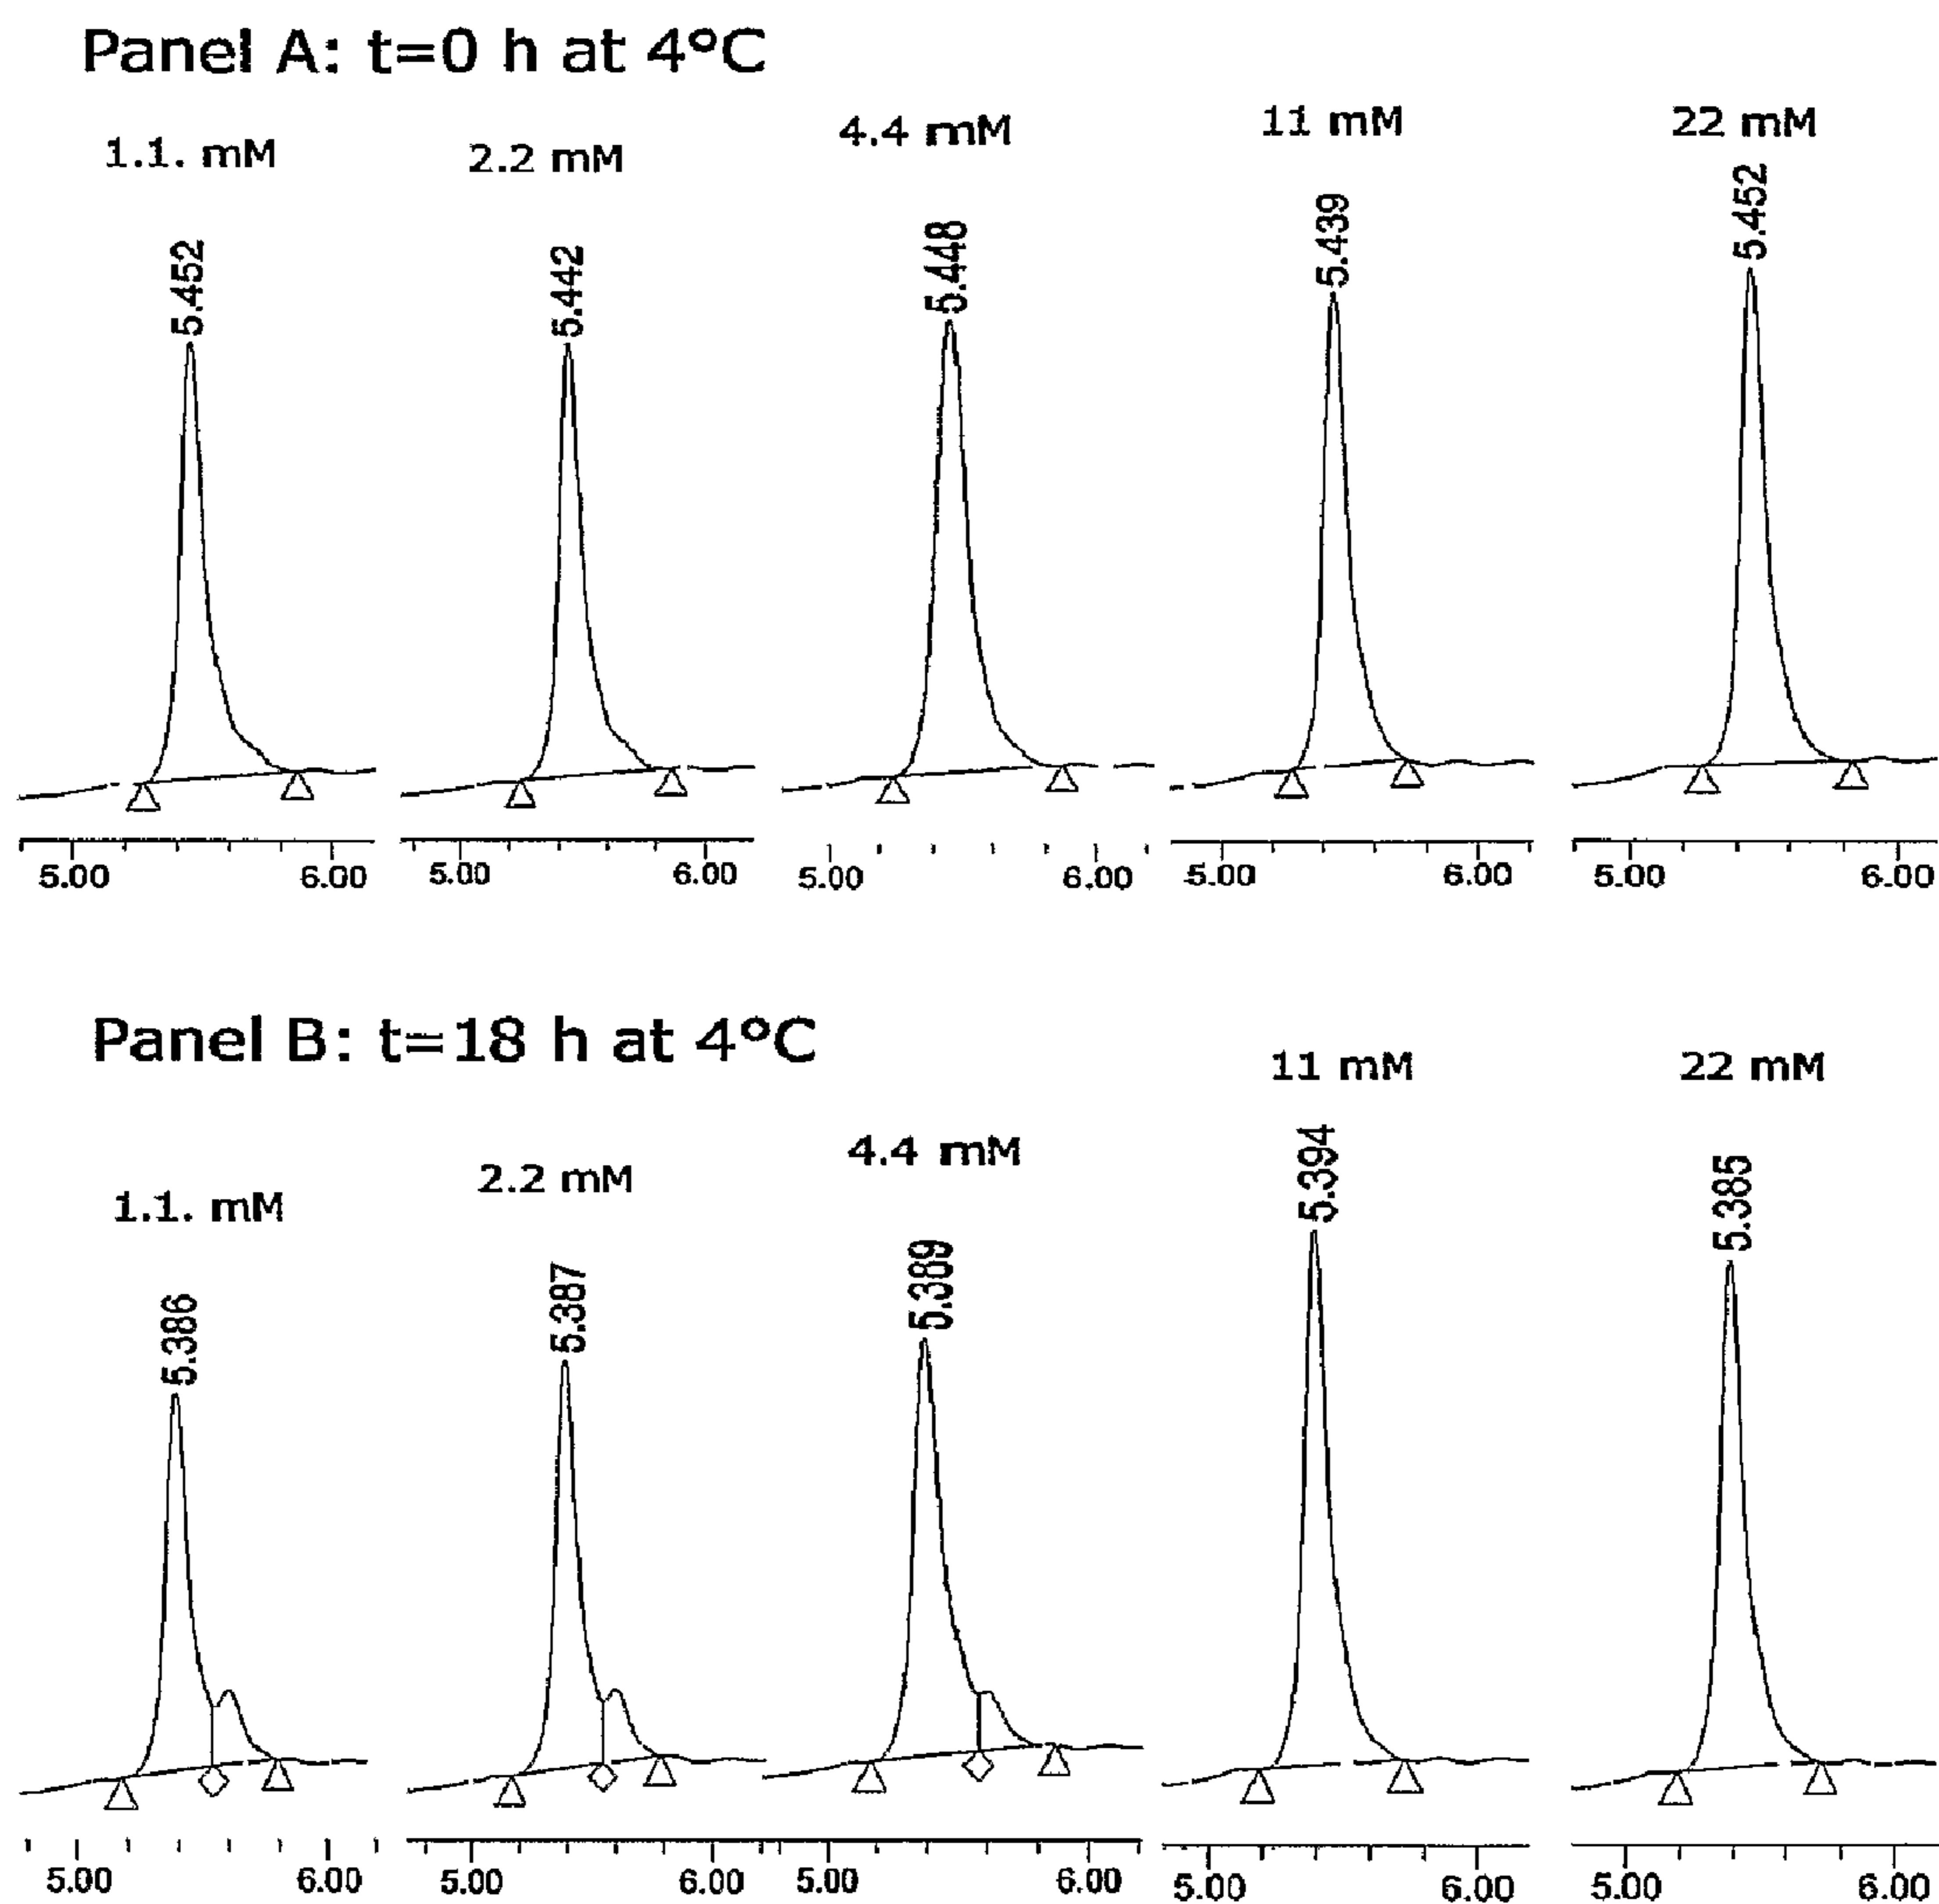 Panel A: t=0 h at 4°C
1.1. mM 2.2 mM 4.4 mM 11 mM 22 mM
5.452 5.442 5.448 5.439 5.452
5.00 6.00 5.00 6.00 5.00 6.00 5.00 6.00 5.00 6.00
Panel B: t=18 h at 4°C
1.1. mM 2.2 mM 4.4 mM 11 mM 22 mM
5.386 5.387 5.389 5.394 5.385
5.00 6.00 5.00 6.00 5.00 6.00 5.00 6.00 5.00 6.00